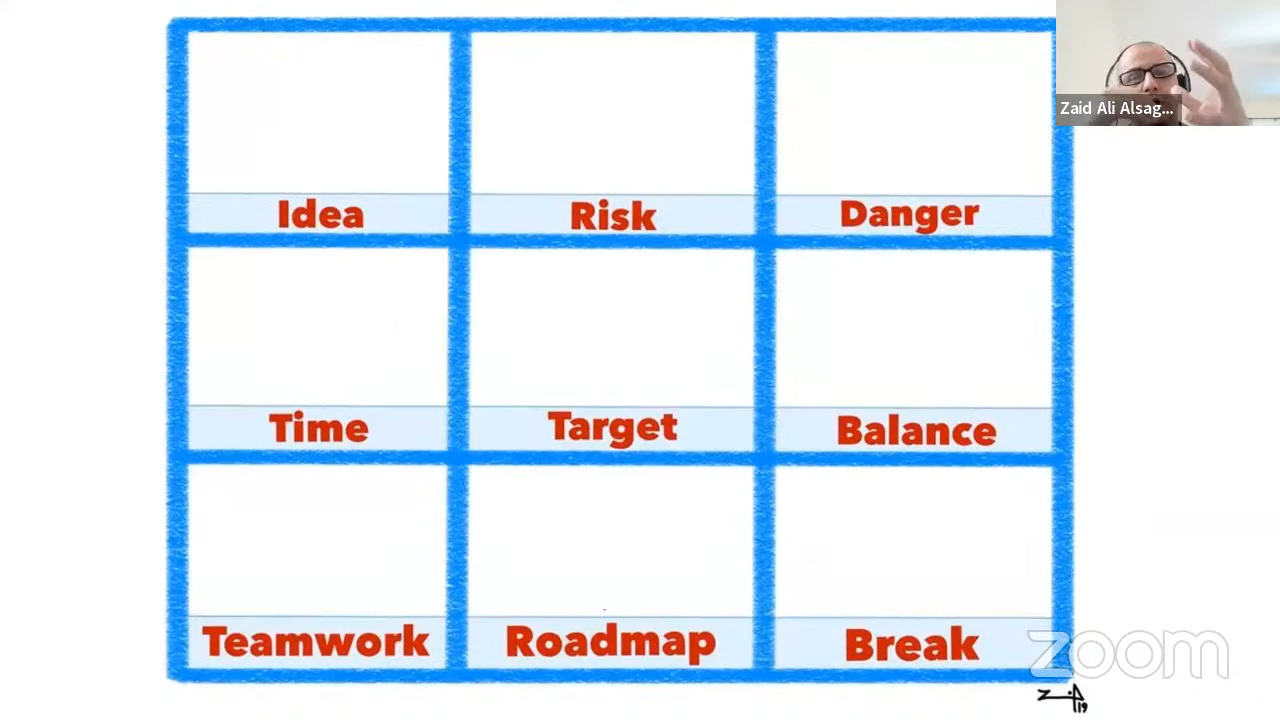 Zaid Ali Alsag...
Idea
Risk
Danger
Time
Target
Balance
Teamwork
Roadmap
Break
zoom